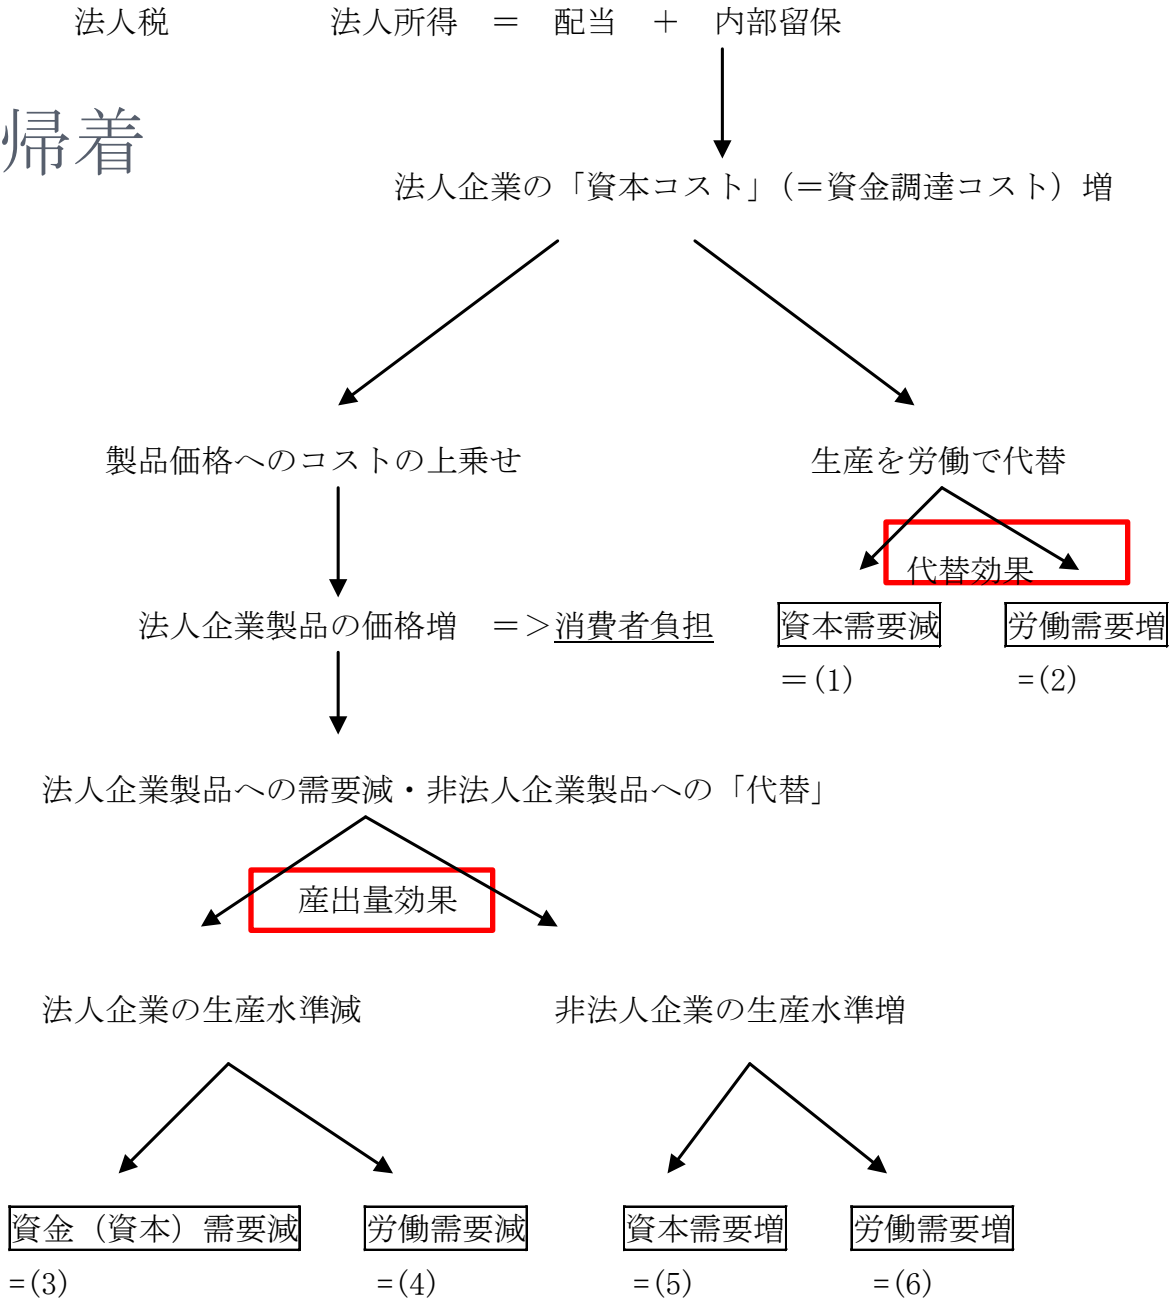 法人税 法人所得 ＝ 配当 ＋ 内部留保
帰着
法人企業の「資本コスト」（＝資金調達コスト）増
製品価格へのコストの上乗せ 生産を労働で代替
代替効果
法人企業製品の価格増 ＝＞消費者負担 資本需要減 労働需要増
＝(1) =(2)
法人企業製品への需要減・非法人企業製品への「代替」
産出量効果
法人企業の生産水準減 非法人企業の生産水準増
資金（資本）需要減 労働需要減 資本需要増 労働需要増
=(3) =(4) =(5) =(6)